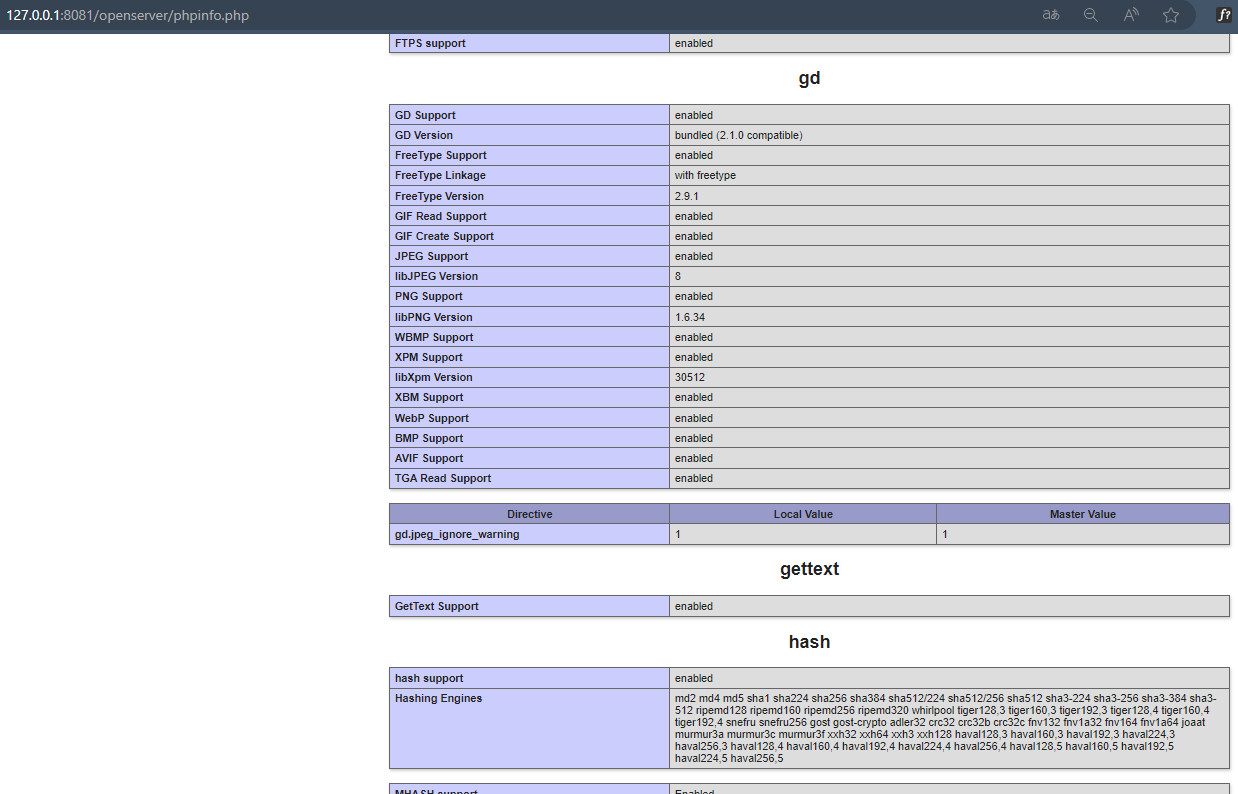 127.0.0.1:8081/openserver/phpinfo.php
FTPS support enabled
gd
GD Support enabled
GD Version bundled (2.1.0 compatible)
FreeType Support enabled
FreeType Linkage with freetype
FreeType Version 2.9.1
GIF Read Support enabled
GIF Create Support enabled
JPEG Support enabled
libJPEG Version 8
PNG Support enabled
libPNG Version 1.6.34
WBMP Support enabled
XPM Support enabled
libXpm Version 30512
XBM Support enabled
WebP Support enabled
BMP Support enabled
AVIF Support enabled
TGA Read Support enabled
Directive Local Value Master Value
gd.jpeg_ignore_warning 1 1
gettext
GetText Support enabled
hash
hash support enabled
Hashing Engines md2 md4 md5 sha1 sha224 sha256 sha384 sha512/224 sha512/256 sha512 sha3-224 sha3-256 sha3-384 sha3-
512 ripemd128 ripemd160 ripemd256 ripemd320 whirlpool tiger128,3 tiger160,3 tiger192,3 tiger128,4 tiger160,4
tiger192,4 snefru snefru256 gost gost-crypto adler32 crc32 crc32b crc32c fnv132 fnv1a32 fnv164 fnv1a64 joaat
murmur3a murmur3c murmur3f xxh32 xxh64 xxh3 xxh128 haval128,3 haval160,3 haval192,3 haval224,3
haval256,3 haval128,4 haval160,4 haval192,4 haval224,4 haval256,4 haval128,5 haval160,5 haval192,5
haval224,5 haval256,5
MHASH support Enabled